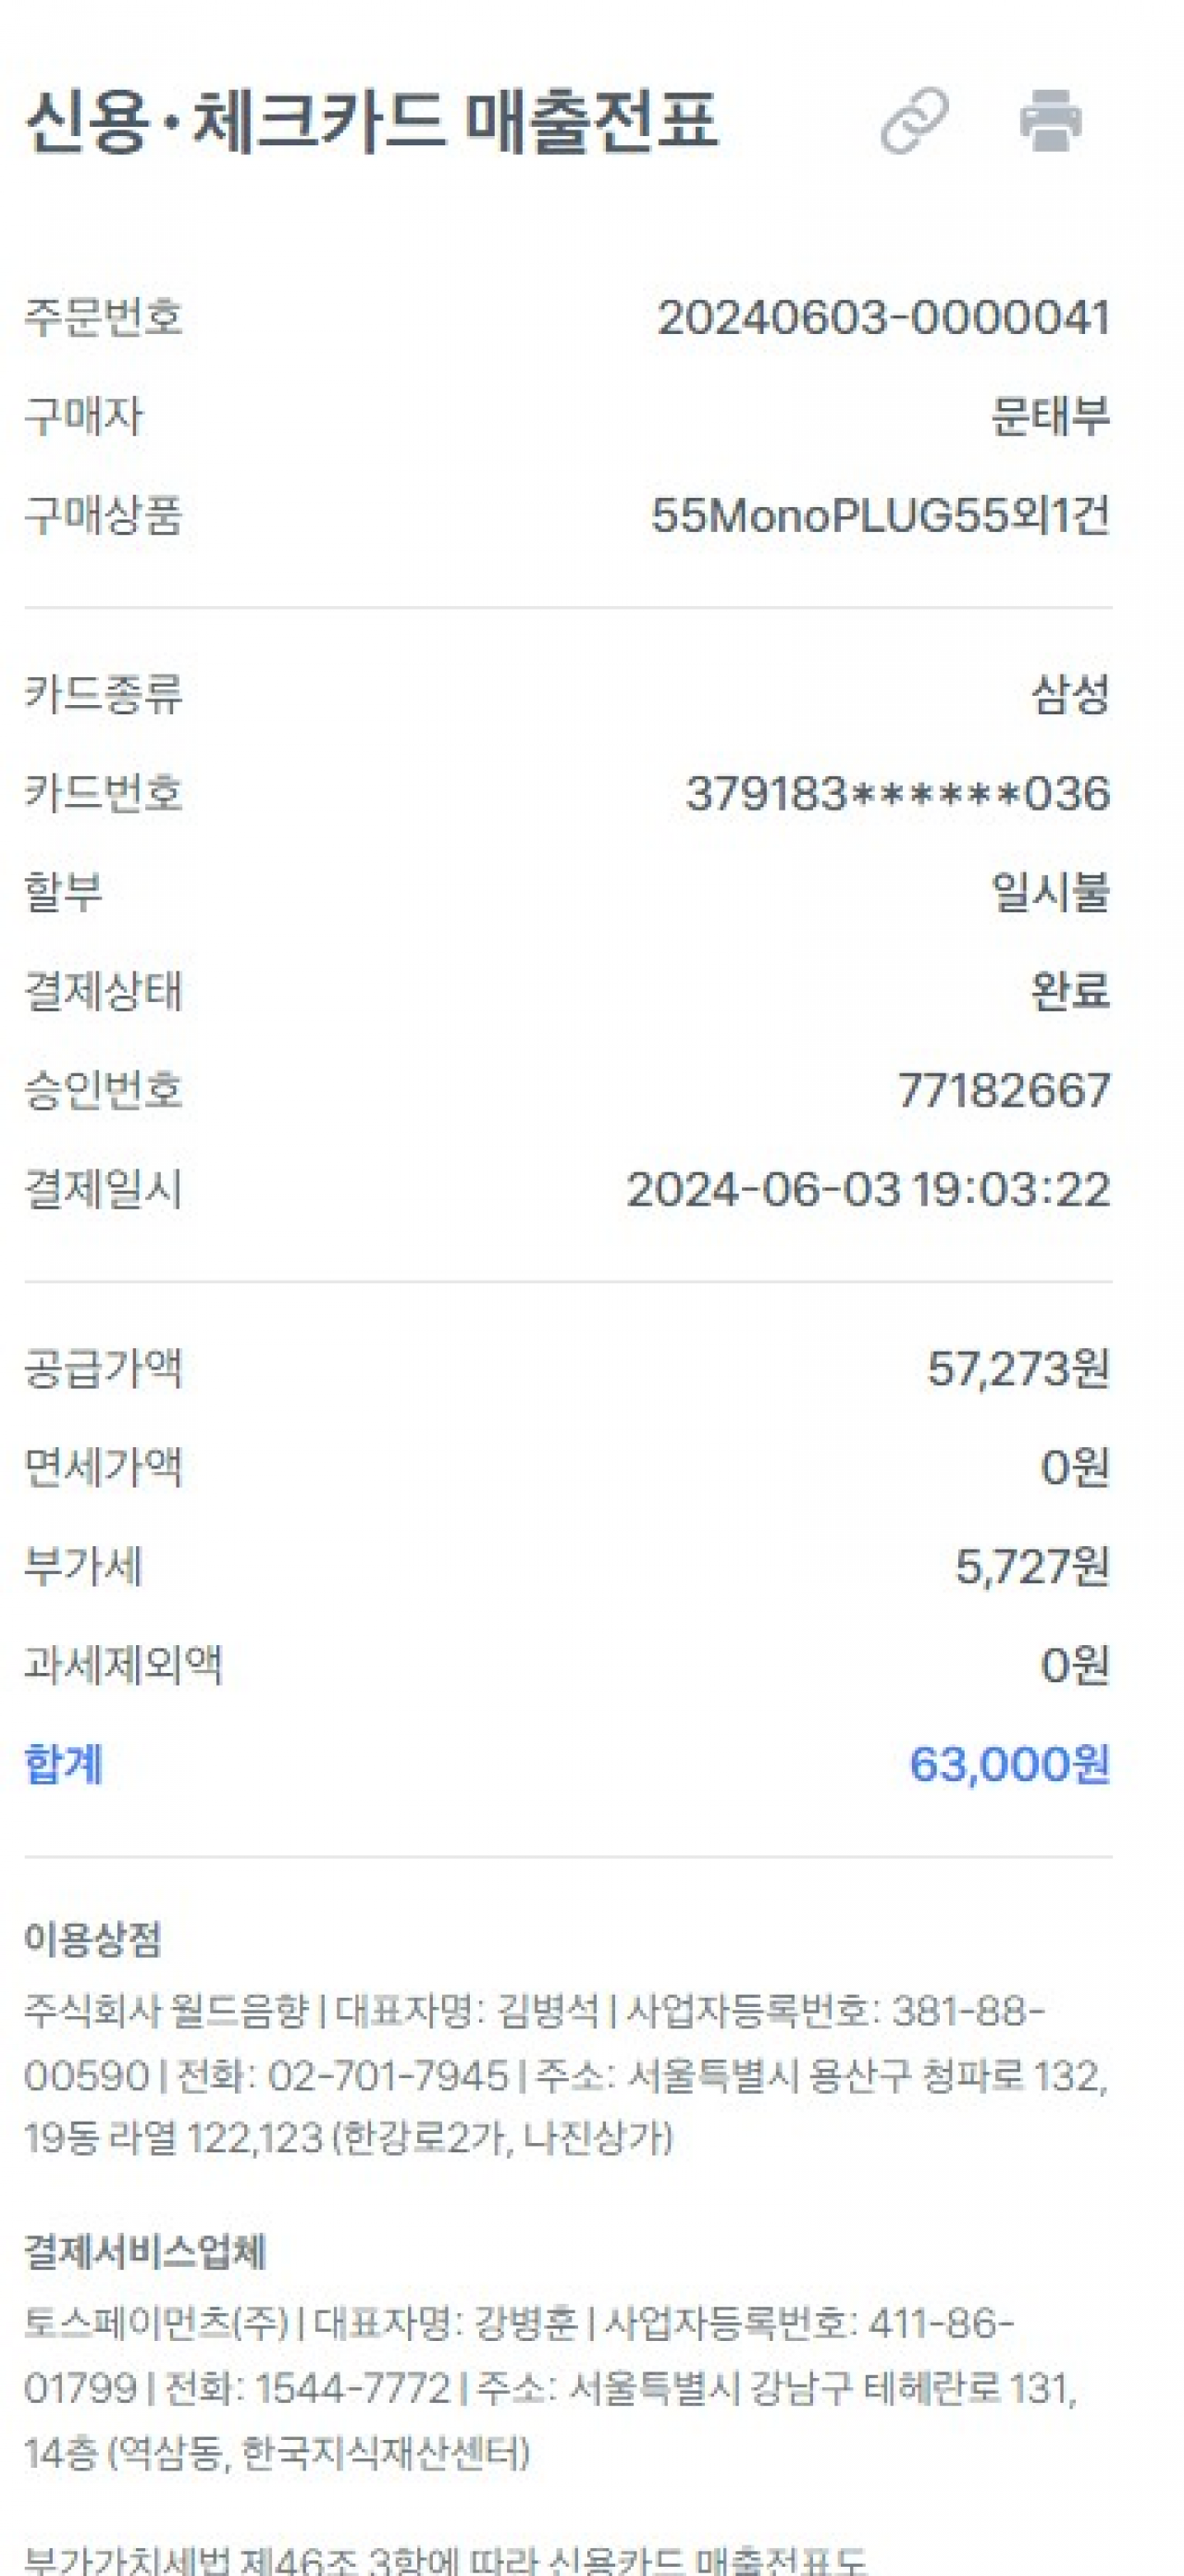 신용·체크카드 매출전표
주문번호 20240603-0000041
구매자 문태부
구매상품 55MonoPLUG55외1건
카드종류 삼성
카드번호 379183******036
할부 일시불
결제상태 완료
승인번호 77182667
결제일시 2024-06-03 19:03:22
공급가액 57,273원
면세가액 0원
부가세 5,727원
과세제외액 0원
합계 63,000원
이용상점
주식회사 월드음향 | 대표자명: 김병석 | 사업자등록번호: 381-88-
00590 | 전화: 02-701-7945 | 주소: 서울특별시 용산구 청파로 132,
19동 라열 122,123 (한강로2가, 나진상가)
결제서비스업체
토스페이먼츠(주) | 대표자명: 강병훈 | 사업자등록번호: 411-86-
01799 | 전화: 1544-7772 | 주소: 서울특별시 강남구 테헤란로 131,
14층 (역삼동, 한국지식재산센터)
부가가치세법 제46조 3항에 따라 신용카드 매출전표도